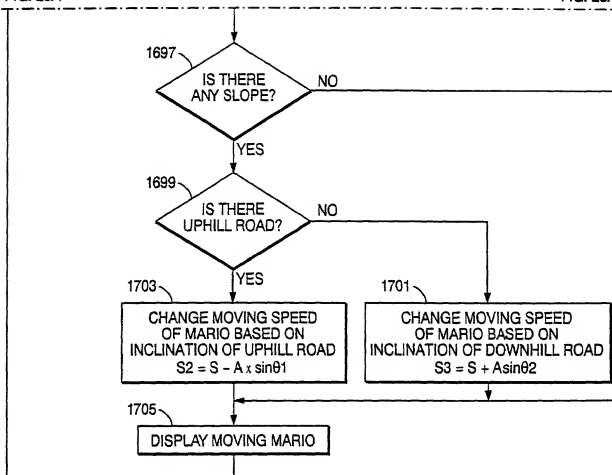 1697
IS THERE
ANY SLOPE?
NO
YES
1699
IS THERE
UPHILL ROAD?
NO
YES
1703
CHANGE MOVING SPEED
OF MARIO BASED ON
INCLINATION OF UPHILL ROAD
S2 = S – A x sinθ1
1701
CHANGE MOVING SPEED
OF MARIO BASED ON
INCLINATION OF DOWNHILL ROAD
S3 = S + Asinθ2
1705
DISPLAY MOVING MARIO